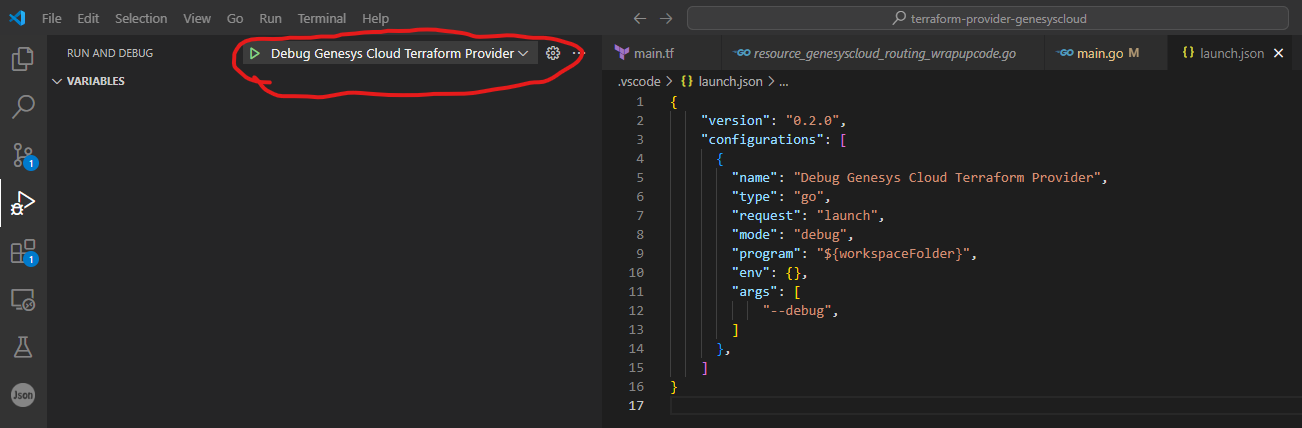 File Edit Selection View Go Run Terminal Help
terraform-provider-genesyscloud
RUN AND DEBUG
Debug Genesys Cloud Terraform Provider
VARIABLES
1
1
Json
main.tf
resource_genesyscloud_routing_wrapupcode.go
main.go M
launch.json
.vscode > {} launch.json > ...
1 {
2 "version": "0.2.0",
3 "configurations": [
4 {
5 "name": "Debug Genesys Cloud Terraform Provider",
6 "type": "go",
7 "request": "launch",
8 "mode": "debug",
9 "program": "${workspaceFolder}",
10 "env": {},
11 "args": [
12 "--debug",
13 ]
14 },
15 ]
16 }
17